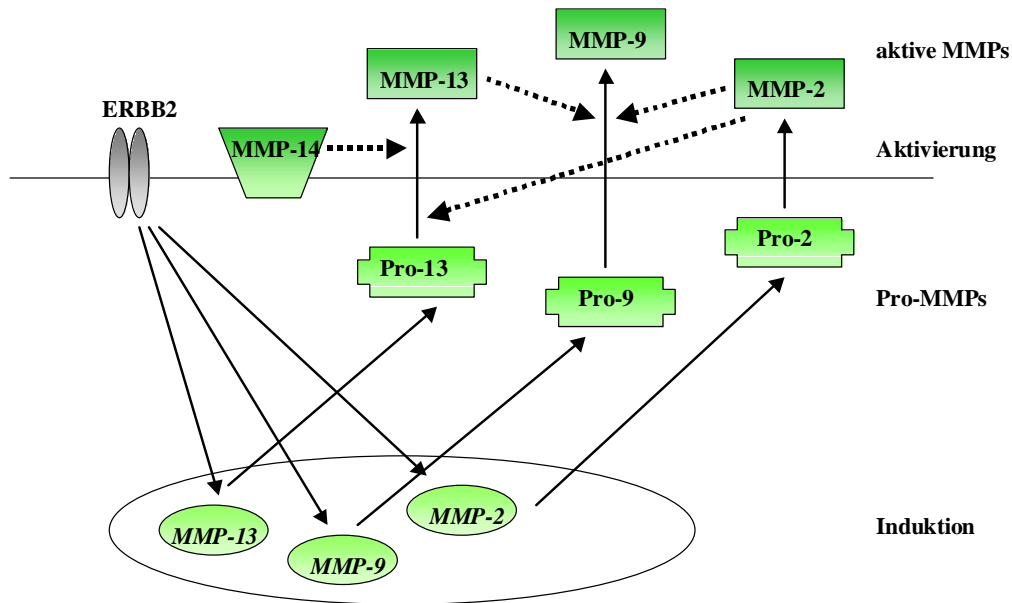 MMP-9
aktive MMPs
MMP-13
MMP-2
ERBB2
MMP-14
Aktivierung
Pro-2
Pro-13
Pro-9
Pro-MMPs
MMP-2
MMP-13
Induktion
MMP-9